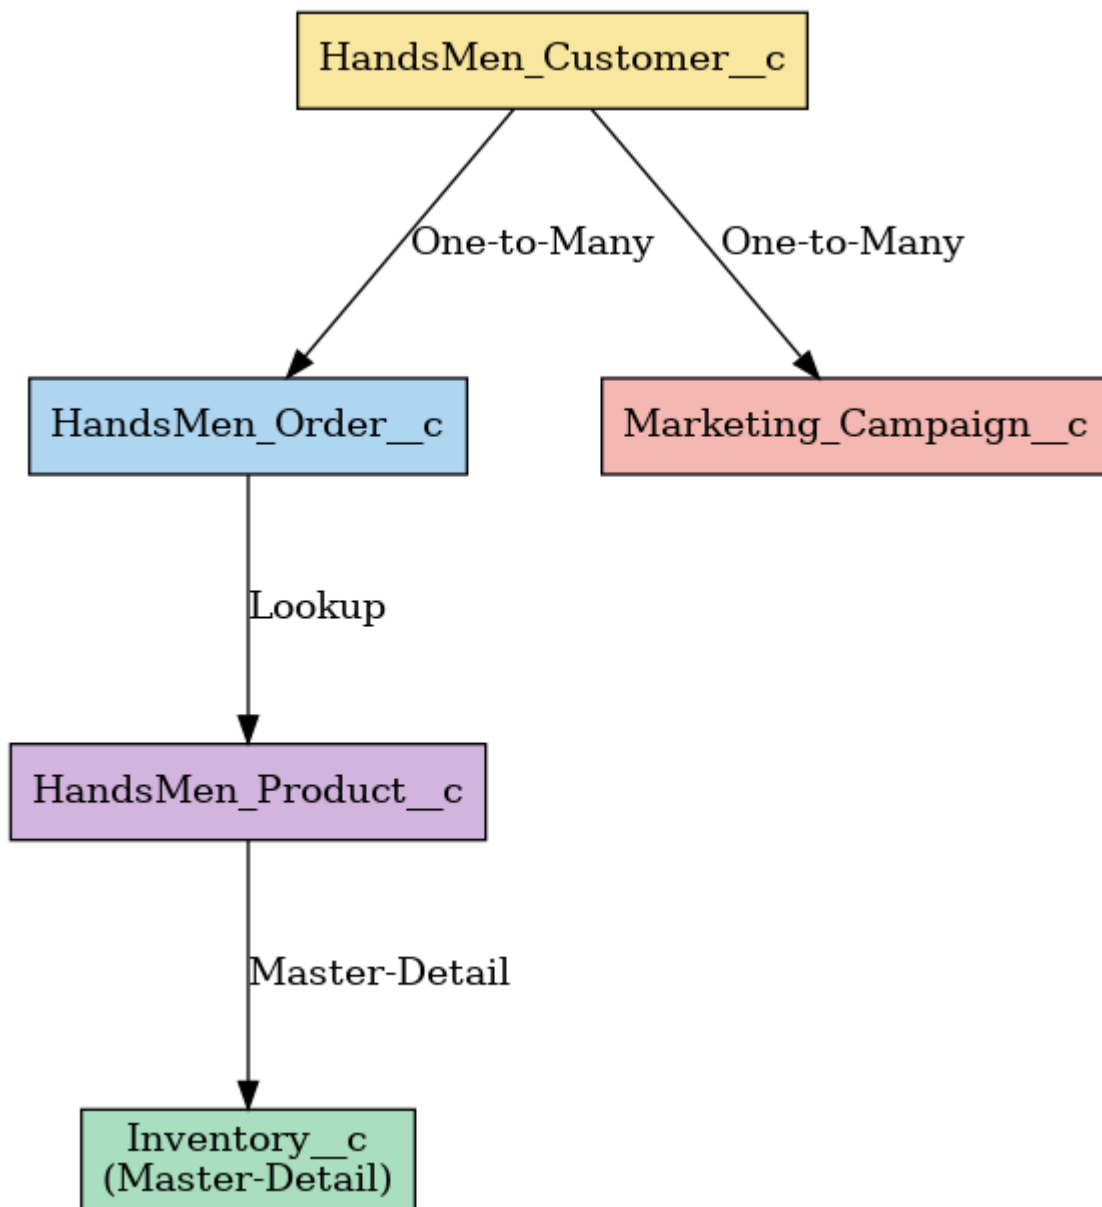 HandsMen_Customer__c
One-to-Many
One-to-Many
HandsMen_Order__c
Marketing_Campaign__c
Lookup
HandsMen_Product__c
Master-Detail
Inventory__c
(Master-Detail)